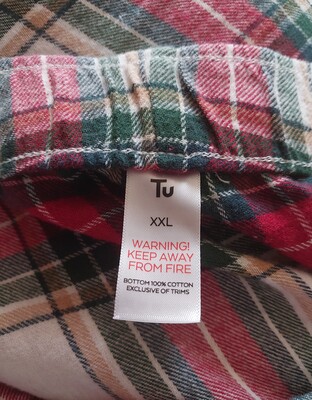 Tu
XXL
WARNING!
KEEP AWAY
FROM FIRE
BOTTOM 100% COTTON
EXCLUSIVE OF TRIMS